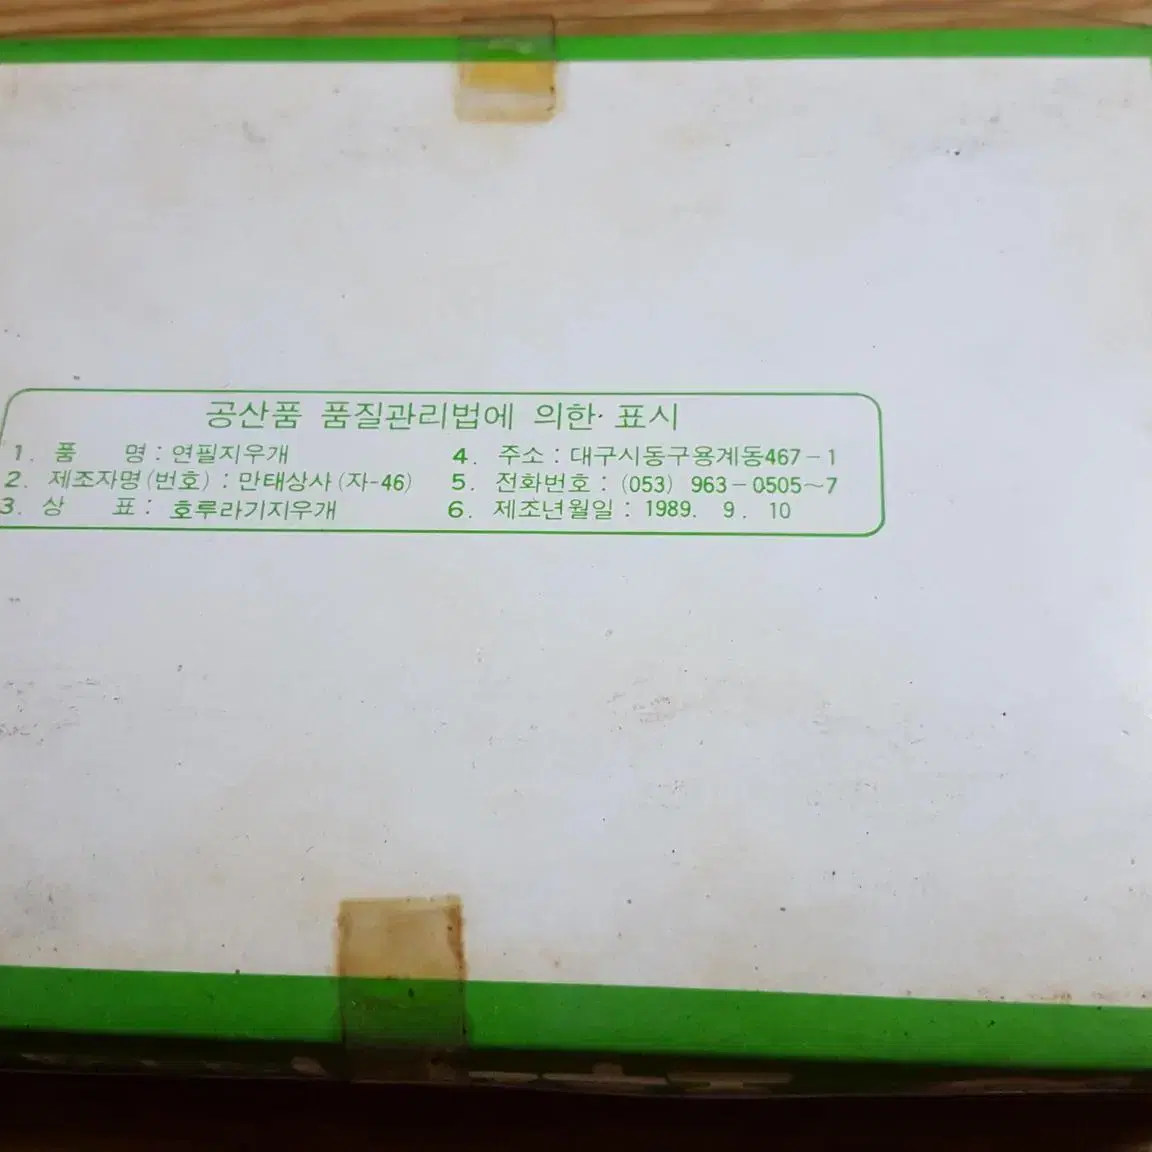 공산품 품질관리법에 의한· 표시
1. 품 명 : 연필지우개
2. 제조자명 (번호) : 만태상사 (자-46)
3. 상 표 : 호루라기지우개
4. 주소 : 대구시동구용계동467-1
5. 전화번호 : (053) 963-0505~7
6. 제조년월일 : 1989. 9. 10